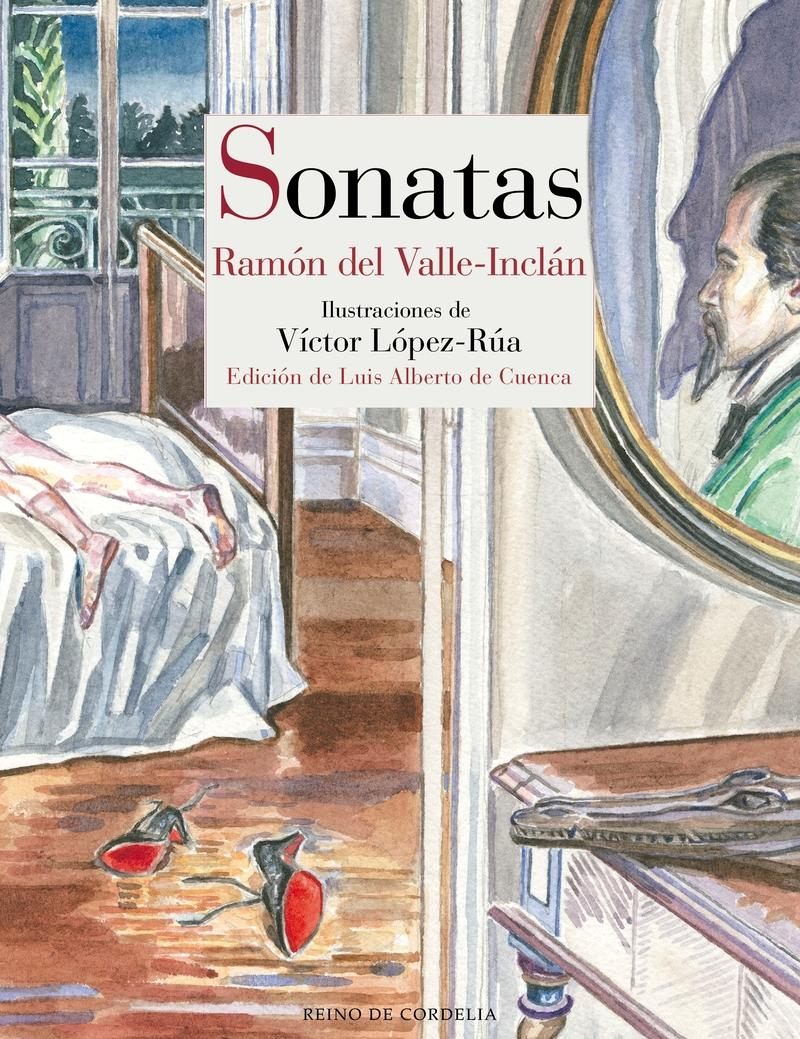 Sonatas
Ramón del Valle-Inclán
Ilustraciones de
Víctor López-Rúa
Edición de Luis Alberto de Cuenca
REINO DE CORDELIA